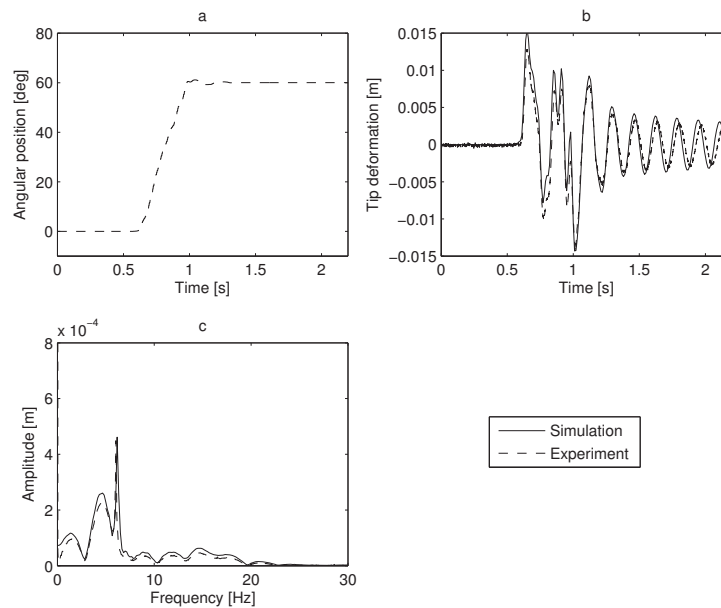 a
80
60
40
20
0
Angular position [deg]
0 0.5 1 1.5 2
Time [s]
b
0.015
0.01
0.005
0
−0.005
−0.01
−0.015
Tip deformation [m]
0 0.5 1 1.5 2
Time [s]
c
x 10−4
8
6
4
2
0
Amplitude [m]
0 10 20 30
Frequency [Hz]
Simulation
Experiment